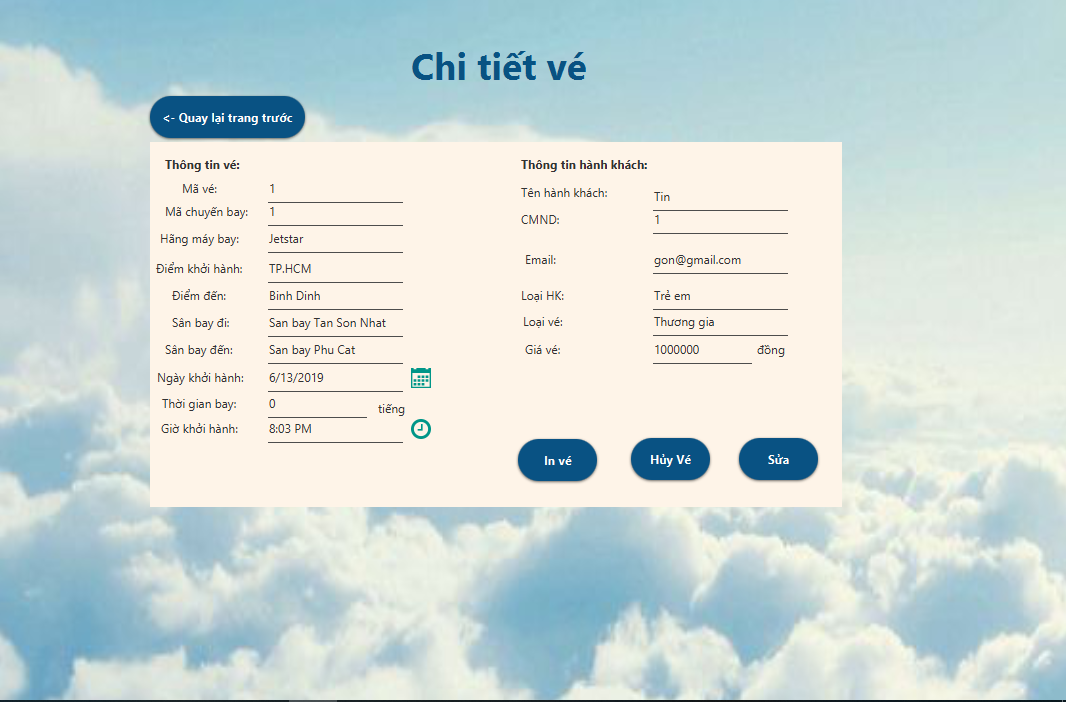 Chi tiết vé
<- Quay lại trang trước
Thông tin vé:
Mã vé: 1
Mã chuyến bay: 1
Hãng máy bay: Jetstar
Điểm khởi hành: TP.HCM
Điểm đến: Binh Dinh
Sân bay đi: San bay Tan Son Nhat
Sân bay đến: San bay Phu Cat
Ngày khởi hành: 6/13/2019
Thời gian bay: 0 tiếng
Giờ khởi hành: 8:03 PM
Thông tin hành khách:
Tên hành khách: Tin
CMND: 1
Email: gon@gmail.com
Loại HK: Trẻ em
Loại vé: Thương gia
Giá vé: 1000000 đồng
In vé
Hủy Vé
Sửa